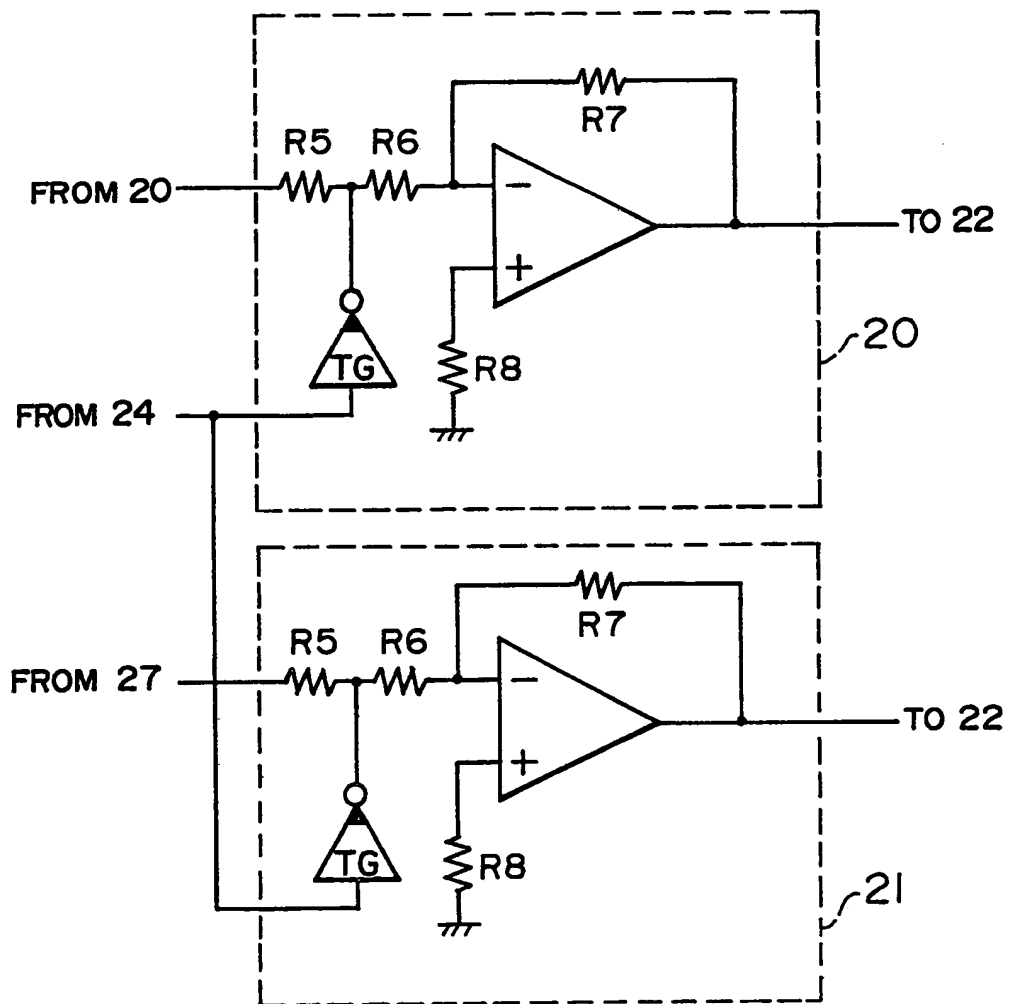 R7
R5 R6
FROM 20
−
TO 22
+
20
TG
R8
FROM 24
R7
R5 R6
FROM 27
−
TO 22
+
TG
R8
21